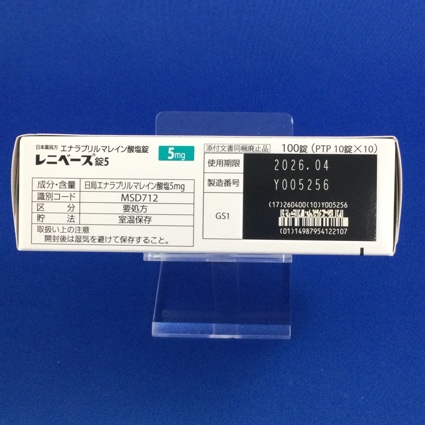 日本薬局方 エナラプリルマレイン酸塩錠
レニベース錠5
5mg
成分・含量 日局エナラプリルマレイン酸塩5mg
識別コード MSD712
区分 要処方
貯法 室温保存
取扱い上の注意
開封後は湿気を避けて保存すること。
添付文書同梱廃止品 100錠 (PTP 10錠×10)
使用期限 2026.04
製造番号 Y005256
GS1
(17)260400(10)Y005256
(01)14987954122107